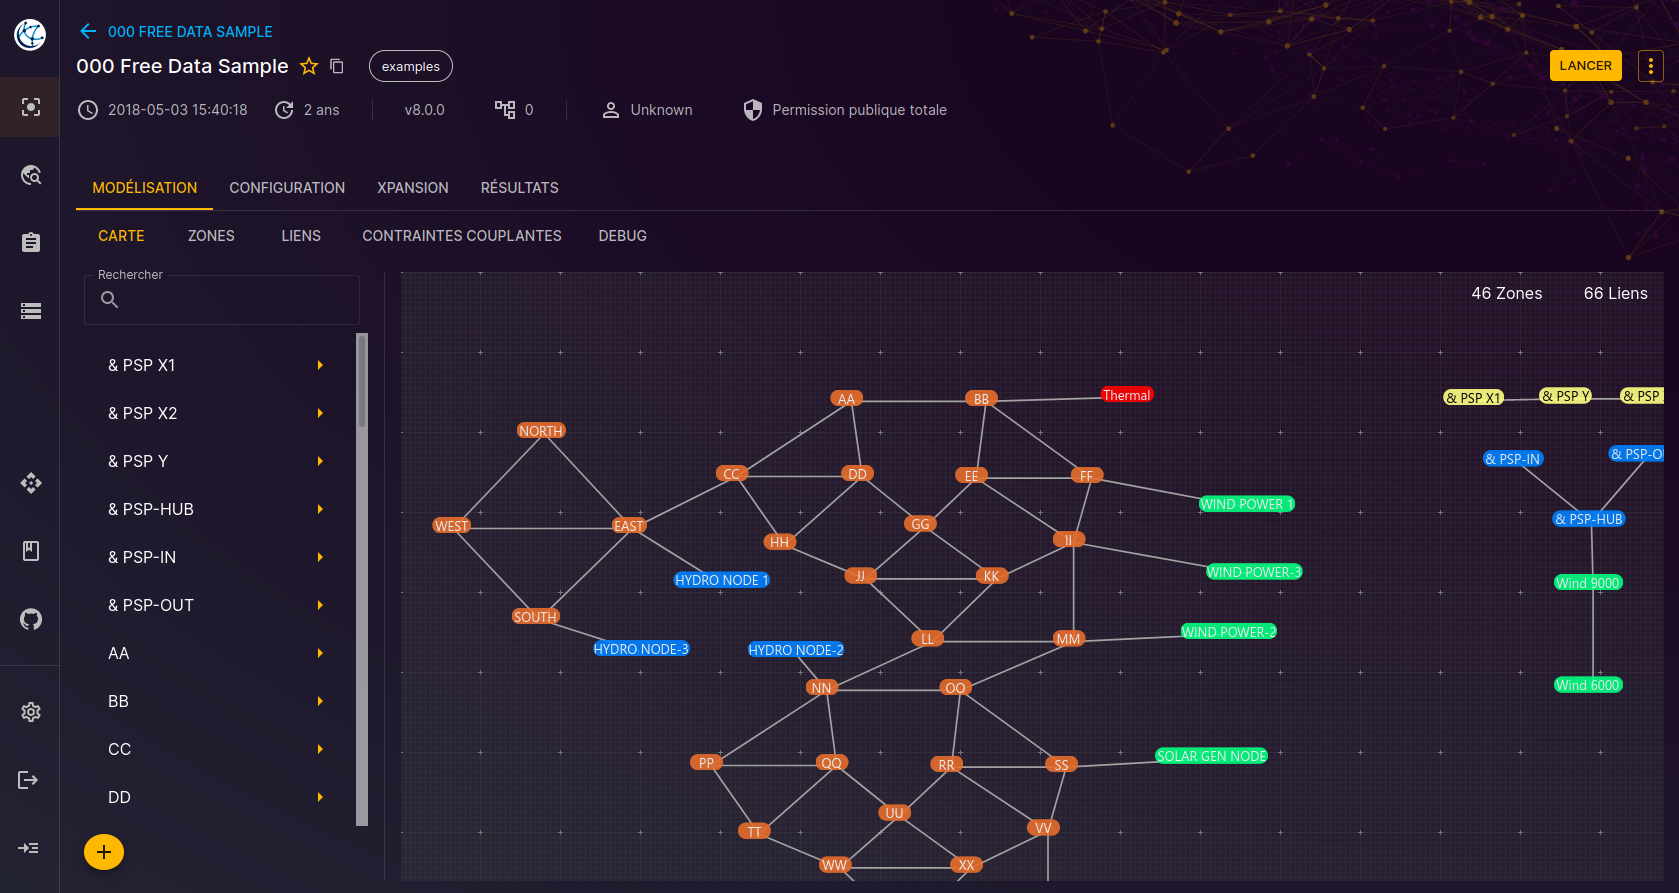 000 FREE DATA SAMPLE
000 Free Data Sample
examples
LANCER
2018-05-03 15:40:18
2 ans
v8.0.0
0
Unknown
Permission publique totale
MODÉLISATION
CONFIGURATION
XPANSION
RÉSULTATS
CARTE
ZONES
LIENS
CONTRAINTES COUPLANTES
DEBUG
Rechercher
& PSP X1
& PSP X2
& PSP Y
& PSP-HUB
& PSP-IN
& PSP-OUT
AA
BB
CC
DD
46 Zones
66 Liens
AA
BB
Thermal
& PSP X1
& PSP Y
& PSP
NORTH
& PSP-IN
& PSP-O
CC
DD
EE
FF
WIND POWER 1
WEST
EAST
GG
& PSP-HUB
HH
II
JJ
KK
WIND POWER-3
HYDRO NODE 1
Wind 9000
SOUTH
LL
MM
WIND POWER-2
HYDRO NODE-3
HYDRO NODE-2
NN
OO
Wind 6000
PP
QQ
RR
SS
SOLAR GEN NODE
UU
TT
VV
WW
XX